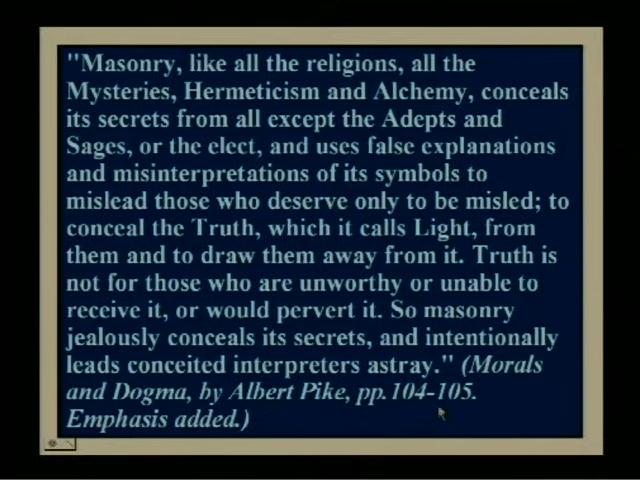 "Masonry, like all the religions, all the
Mysteries, Hermeticism and Alchemy, conceals
its secrets from all except the Adepts and
Sages, or the elect, and uses false explanations
and misinterpretations of its symbols to
mislead those who deserve only to be misled; to
conceal the Truth, which it calls Light, from
them and to draw them away from it. Truth is
not for those who are unworthy or unable to
receive it, or would pervert it. So masonry
jealously conceals its secrets, and intentionally
leads conceited interpreters astray." (Morals
and Dogma, by Albert Pike, pp.104-105.
Emphasis added.)